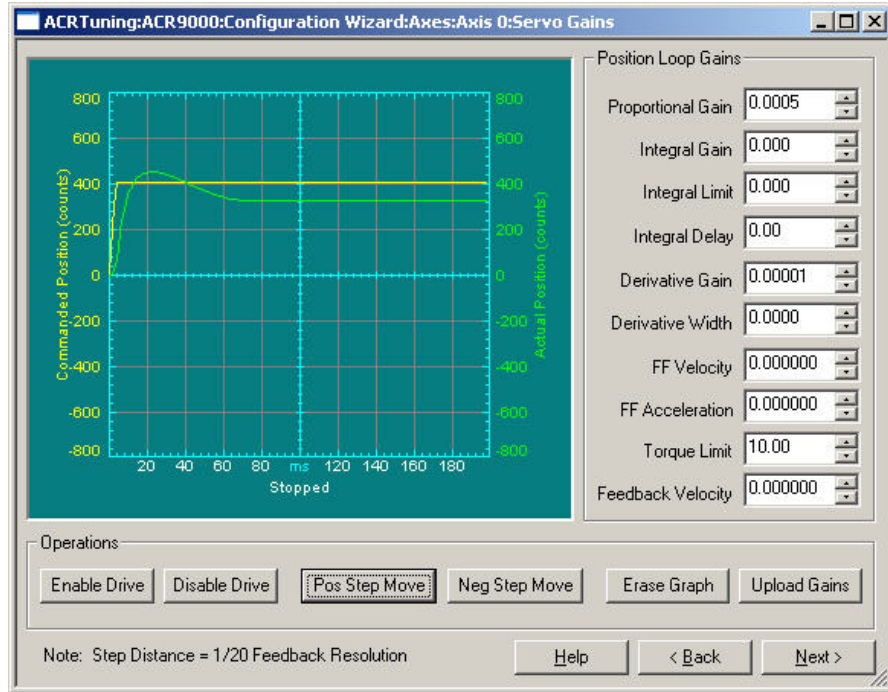 ACRTuning:ACR9000:Configuration Wizard:Axes:Axis 0:Servo Gains
800
600
400
200
0
-200
-400
-600
-800
Commanded Position (counts)
800
600
400
200
0
-200
-400
-600
-800
Actual Position (counts)
20 40 60 80 ms 120 140 160 180
Stopped
Position Loop Gains
Proportional Gain 0.0005
Integral Gain 0.000
Integral Limit 0.000
Integral Delay 0.00
Derivative Gain 0.00001
Derivative Width 0.0000
FF Velocity 0.000000
FF Acceleration 0.000000
Torque Limit 10.00
Feedback Velocity 0.000000
Operations
Enable Drive Disable Drive Pos Step Move Neg Step Move Erase Graph Upload Gains
Note: Step Distance = 1/20 Feedback Resolution
Help < Back Next >